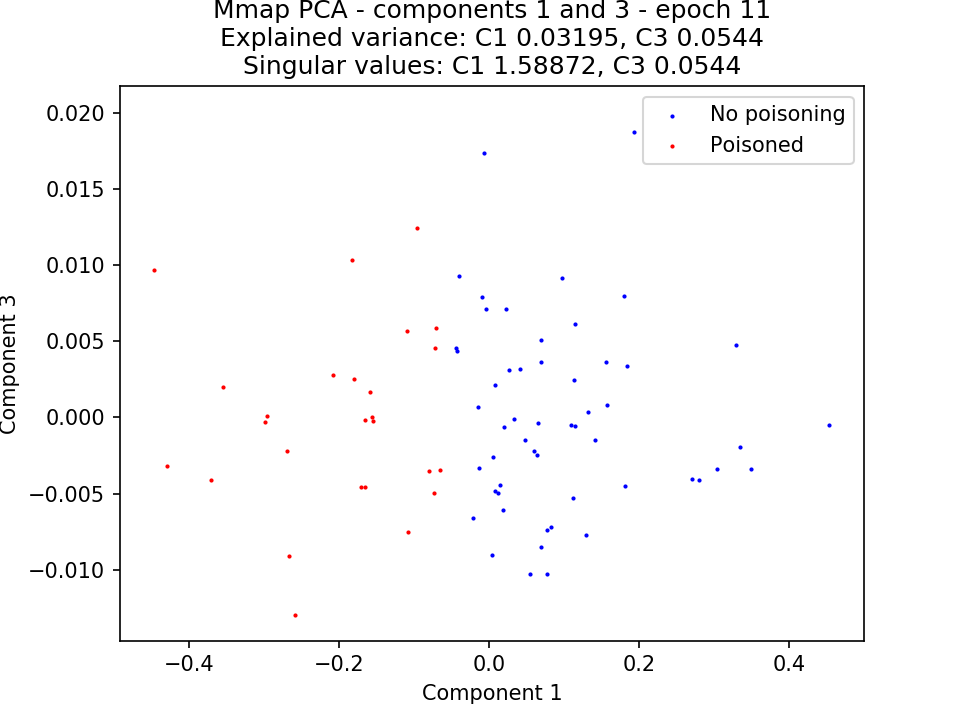 Mmap PCA - components 1 and 3 - epoch 11
Explained variance: C1 0.03195, C3 0.0544
Singular values: C1 1.58872, C3 0.0544
No poisoning
Poisoned
0.020
0.015
0.010
0.005
0.000
−0.005
−0.010
Component 3
−0.4
−0.2
0.0
0.2
0.4
Component 1